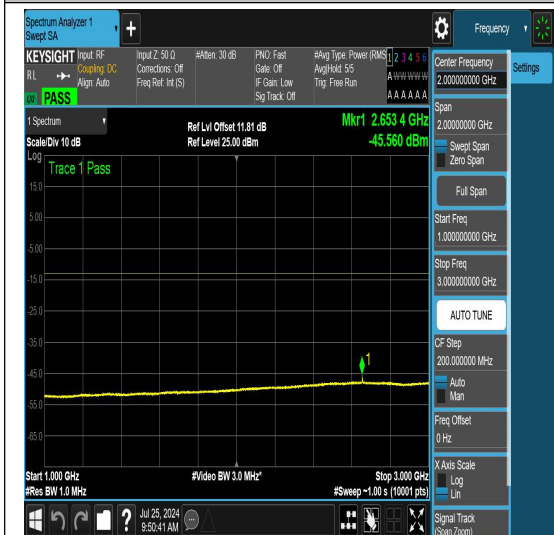 Spectrum Analyzer 1
Swept SA
+
Frequency
Settings
KEYSIGHT
RL
PASS
Input: RF
Coupling: DC
Align: Auto
Input Z: 50 Ω
Corrections: Off
Freq Ref: Int (S)
#Atten: 30 dB
PNO: Fast
Gate: Off
IF Gain: Low
Sig Track: Off
#Avg Type: Power (RMS
Avg|Hold: 5/5
Trig: Free Run
1 2 3 4 5 6
A W W W W W
A A A A A A
1 Spectrum
Scale/Div 10 dB
Ref Lvl Offset 11.81 dB
Ref Level 25.00 dBm
Mkr1 2.653 4 GHz
-45.560 dBm
Log
Trace 1 Pass
15.0
5.00
-5.00
-15.0
-25.0
-35.0
-45.0
-55.0
-65.0
1
Start 1.000 GHz
#Res BW 1.0 MHz
#Video BW 3.0 MHz*
Stop 3.000 GHz
#Sweep ~1.00 s (10001 pts)
Center Frequency
2.000000000 GHz
Span
2.00000000 GHz
Swept Span
Zero Span
Full Span
Start Freq
1.000000000 GHz
Stop Freq
3.000000000 GHz
AUTO TUNE
CF Step
200.000000 MHz
Auto
Man
Freq Offset
0 Hz
X Axis Scale
Log
Lin
Signal Track
(Span Zoom)
?
Jul 25, 2024
9:50:41 AM